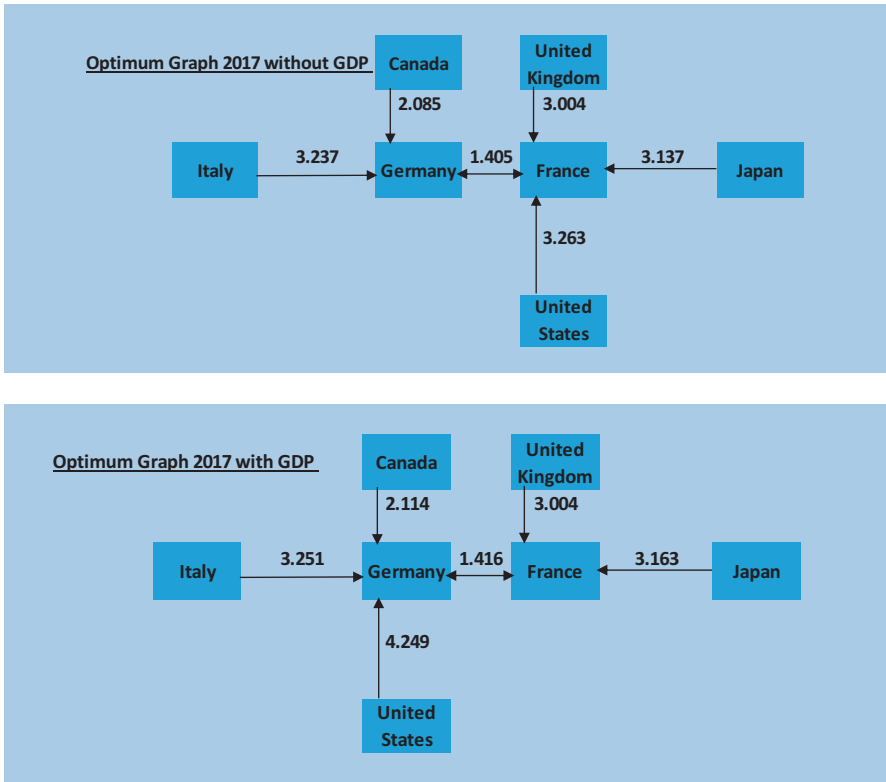 Optimum Graph 2017 without GDP
Canada
United
Kingdom
2.085
3.004
Italy
3.237
Germany
1.405
France
3.137
Japan
3.263
United
States
Optimum Graph 2017 with GDP
Canada
United
Kingdom
2.114
3.004
Italy
3.251
Germany
1.416
France
3.163
Japan
4.249
United
States